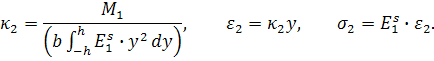 κ₂ = M₁ / (b ∫₋ₕʰ E₁ˢ · y² dy), ε₂ = κ₂y, σ₂ = E₁ˢ · ε₂.